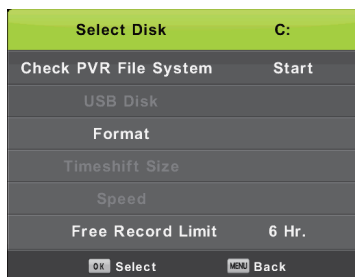 Select Disk C:
Check PVR File System Start
USB Disk
Format
Timeshift Size
Speed
Free Record Limit 6 Hr.
OK Select MENU Back